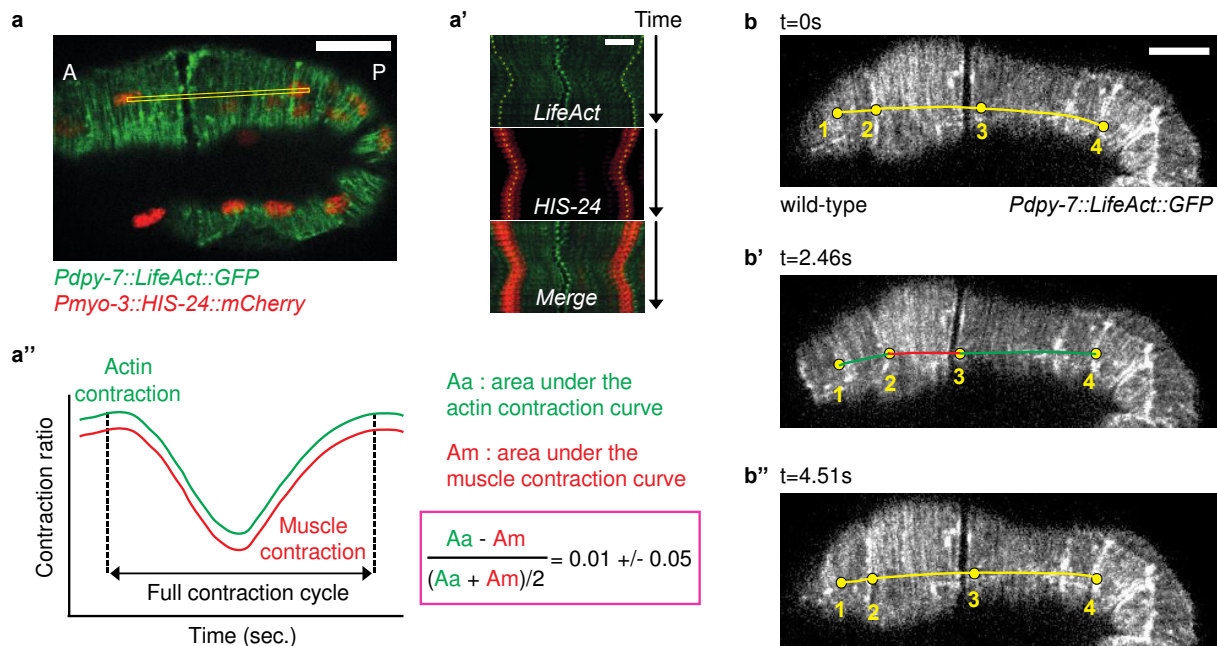 a
A
P
Pdpy-7::LifeAct::GFP
Pmyo-3::HIS-24::mCherry
a'
Time
LifeAct
HIS-24
Merge
a''
Actin
contraction
Contraction ratio
Muscle
contraction
Full contraction cycle
Time (sec.)
Aa : area under the
actin contraction curve
Am : area under the
muscle contraction curve
Aa - Am
(Aa + Am)/2
= 0.01 +/- 0.05
b
t=0s
1
2
3
4
wild-type
Pdpy-7::LifeAct::GFP
b'
t=2.46s
1
2
3
4
b''
t=4.51s
1
2
3
4